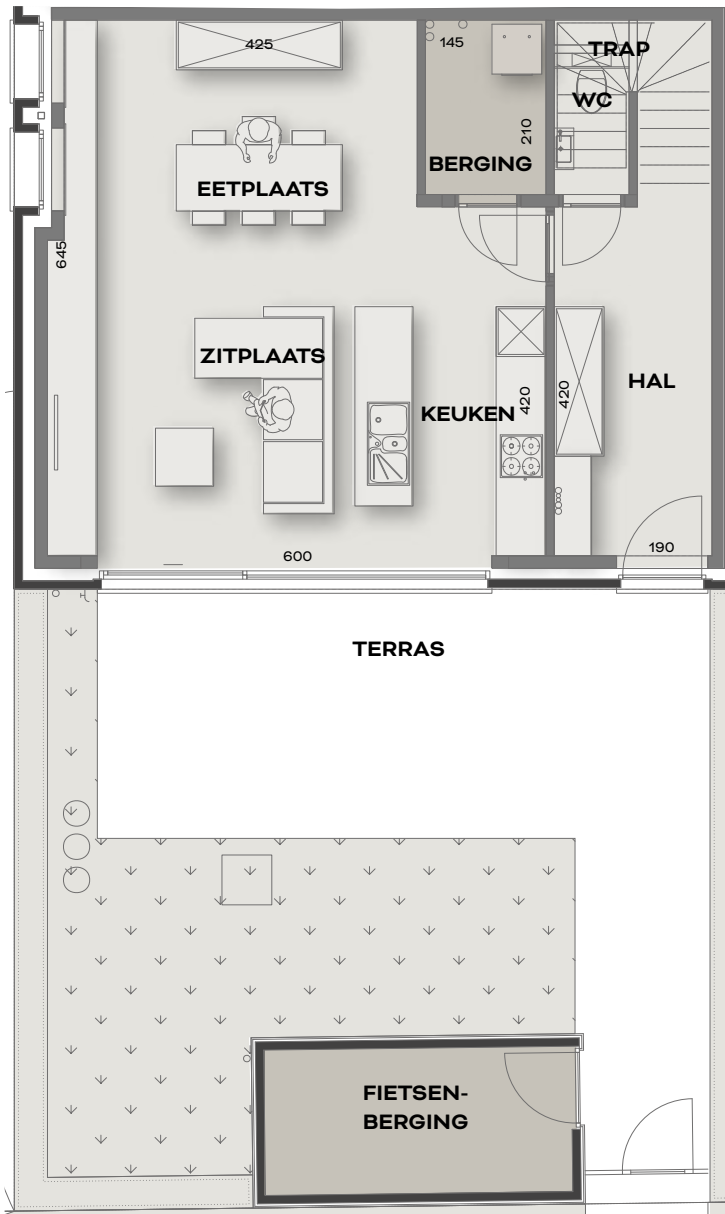 425
145
TRAP
WC
210
BERGING
EETPLAATS
645
ZITPLAATS
KEUKEN
420
420
HAL
600
190
TERRAS
FIETSEN-
BERGING